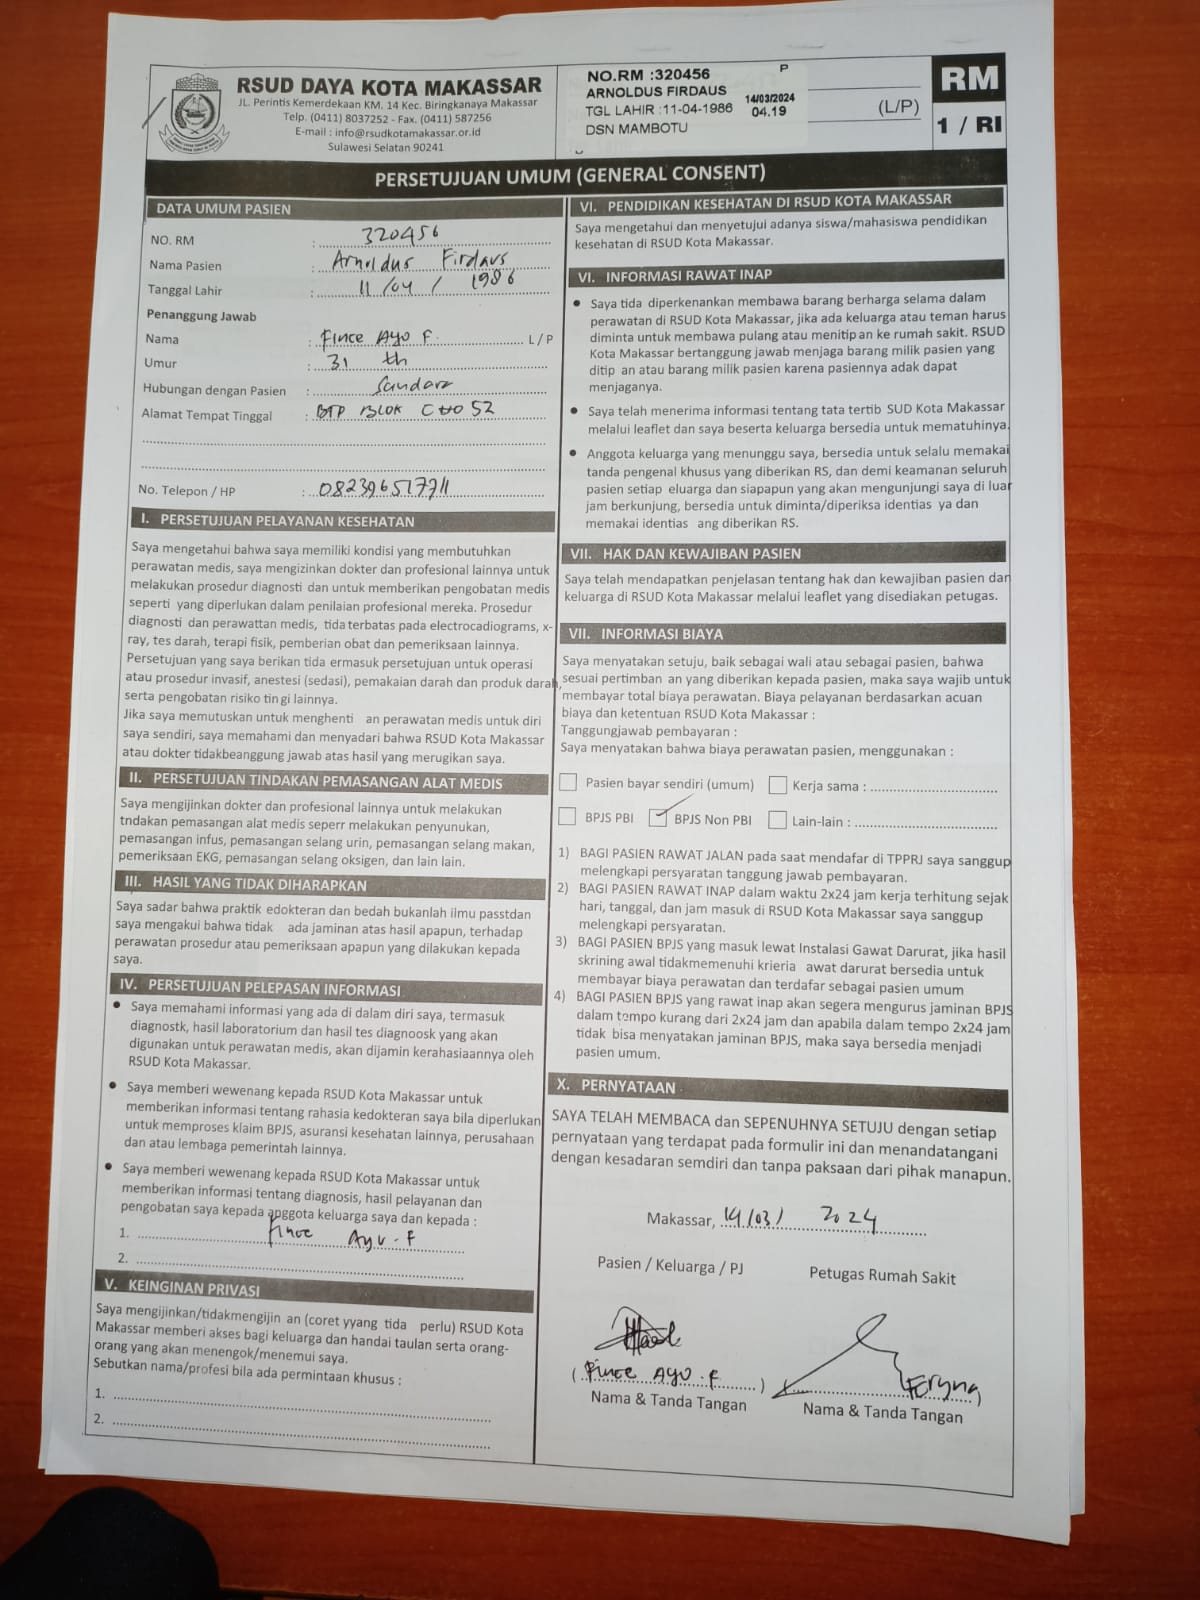 RSUD DAYA KOTA MAKASSAR
JL. Perintis Kemerdekaan KM. 14 Kec. Biringkanaya Makassar
Telp. (0411) 8037252 - Fax. (0411) 587256
E-mail : info@rsudkotamakassar.or.id
Sulawesi Selatan 90241
NO.RM :320456 P
ARNOLDUS FIRDAUS
TGL LAHIR :11-04-1986 14/03/2024 04.19
DSN MAMBOTU
(L/P)
RM
1 / RI
PERSETUJUAN UMUM (GENERAL CONSENT)
DATA UMUM PASIEN
NO. RM : 320456
Nama Pasien : Arnoldus Firdaus
Tanggal Lahir : 11/04/1986
Penanggung Jawab
Nama : Fince Ayu F. L / P
Umur : 31 th
Hubungan dengan Pasien : Saudara
Alamat Tempat Tinggal : BTP BLOK C 52
No. Telepon / HP :
I. PERSETUJUAN PELAYANAN KESEHATAN
Saya mengetahui bahwa saya memiliki kondisi yang membutuhkan
perawatan medis, saya mengizinkan dokter dan profesional lainnya untuk
melakukan prosedur diagnosti dan untuk memberikan pengobatan medis
seperti yang diperlukan dalam penilaian profesional mereka. Prosedur
diagnosti dan perawattan medis, tida terbatas pada electrocadiograms, x-
ray, tes darah, terapi fisik, pemberian obat dan pemeriksaan lainnya.
Persetujuan yang saya berikan tida ermasuk persetujuan untuk operasi
atau prosedur invasif, anestesi (sedasi), pemakaian darah dan produk darah,
serta pengobatan risiko tin gi lainnya.
Jika saya memutuskan untuk menghenti an perawatan medis untuk diri
saya sendiri, saya memahami dan menyadari bahwa RSUD Kota Makassar
atau dokter tidakbeanggung jawab atas hasil yang merugikan saya.
II. PERSETUJUAN TINDAKAN PEMASANGAN ALAT MEDIS
Saya mengijinkan dokter dan profesional lainnya untuk melakukan
tndakan pemasangan alat medis seperr melakukan penyunukan,
pemasangan infus, pemasangan selang urin, pemasangan selang makan,
pemeriksaan EKG, pemasangan selang oksigen, dan lain lain.
III. HASIL YANG TIDAK DIHARAPKAN
Saya sadar bahwa praktik edokteran dan bedah bukanlah ilmu passtdan
saya mengakui bahwa tidak ada jaminan atas hasil apapun, terhadap
perawatan prosedur atau pemeriksaan apapun yang dilakukan kepada
saya.
IV. PERSETUJUAN PELEPASAN INFORMASI
• Saya memahami informasi yang ada di dalam diri saya, termasuk
diagnostk, hasil laboratorium dan hasil tes diagnoosk yang akan
digunakan untuk perawatan medis, akan dijamin kerahasiaannya oleh
RSUD Kota Makassar.
• Saya memberi wewenang kepada RSUD Kota Makassar untuk
memberikan informasi tentang rahasia kedokteran saya bila diperlukan
untuk memproses klaim BPJS, asuransi kesehatan lainnya, perusahaan
dan atau lembaga pemerintah lainnya.
• Saya memberi wewenang kepada RSUD Kota Makassar untuk
memberikan informasi tentang diagnosis, hasil pelayanan dan
pengobatan saya kepada anggota keluarga saya dan kepada :
1. Fince Ayu . F
2.
V. KEINGINAN PRIVASI
Saya mengijinkan/tidakmengijin an (coret yyang tida perlu) RSUD Kota
Makassar memberi akses bagi keluarga dan handai taulan serta orang-
orang yang akan menengok/menemui saya.
Sebutkan nama/profesi bila ada permintaan khusus :
1.
2.
VI. PENDIDIKAN KESEHATAN DI RSUD KOTA MAKASSAR
Saya mengetahui dan menyetujui adanya siswa/mahasiswa pendidikan
kesehatan di RSUD Kota Makassar.
VI. INFORMASI RAWAT INAP
• Saya tida diperkenankan membawa barang berharga selama dalam
perawatan di RSUD Kota Makassar, jika ada keluarga atau teman harus
diminta untuk membawa pulang atau menitip an ke rumah sakit. RSUD
Kota Makassar bertanggung jawab menjaga barang milik pasien yang
ditip an atau barang milik pasien karena pasiennya adak dapat
menjaganya.
• Saya telah menerima informasi tentang tata tertib SUD Kota Makassar
melalui leaflet dan saya beserta keluarga bersedia untuk mematuhinya.
• Anggota keluarga yang menunggu saya, bersedia untuk selalu memakai
tanda pengenal khusus yang diberikan RS, dan demi keamanan seluruh
pasien setiap eluarga dan siapapun yang akan mengunjungi saya di luar
jam berkunjung, bersedia untuk diminta/diperiksa identias ya dan
memakai identias ang diberikan RS.
VII. HAK DAN KEWAJIBAN PASIEN
Saya telah mendapatkan penjelasan tentang hak dan kewajiban pasien dan
keluarga di RSUD Kota Makassar melalui leaflet yang disediakan petugas.
VII. INFORMASI BIAYA
Saya menyatakan setuju, baik sebagai wali atau sebagai pasien, bahwa
sesuai pertimban an yang diberikan kepada pasien, maka saya wajib untuk
membayar total biaya perawatan. Biaya pelayanan berdasarkan acuan
biaya dan ketentuan RSUD Kota Makassar :
Tanggungjawab pembayaran :
Saya menyatakan bahwa biaya perawatan pasien, menggunakan :
Pasien bayar sendiri (umum) Kerja sama :
BPJS PBI BPJS Non PBI Lain-lain :
1) BAGI PASIEN RAWAT JALAN pada saat mendafar di TPPRJ saya sanggup
melengkapi persyaratan tanggung jawab pembayaran.
2) BAGI PASIEN RAWAT INAP dalam waktu 2x24 jam kerja terhitung sejak
hari, tanggal, dan jam masuk di RSUD Kota Makassar saya sanggup
melengkapi persyaratan.
3) BAGI PASIEN BPJS yang masuk lewat Instalasi Gawat Darurat, jika hasil
skrining awal tidakmemenuhi krieria awat darurat bersedia untuk
membayar biaya perawatan dan terdafar sebagai pasien umum
4) BAGI PASIEN BPJS yang rawat inap akan segera mengurus jaminan BPJS
dalam tempo kurang dari 2x24 jam dan apabila dalam tempo 2x24 jam
tidak bisa menyatakan jaminan BPJS, maka saya bersedia menjadi
pasien umum.
X. PERNYATAAN
SAYA TELAH MEMBACA dan SEPENUHNYA SETUJU dengan setiap
pernyataan yang terdapat pada formulir ini dan menandatangani
dengan kesadaran semdiri dan tanpa paksaan dari pihak manapun.
Makassar, 14/03/ 2024
Pasien / Keluarga / PJ Petugas Rumah Sakit
( Fince Ayu . F )
Nama & Tanda Tangan Nama & Tanda Tangan